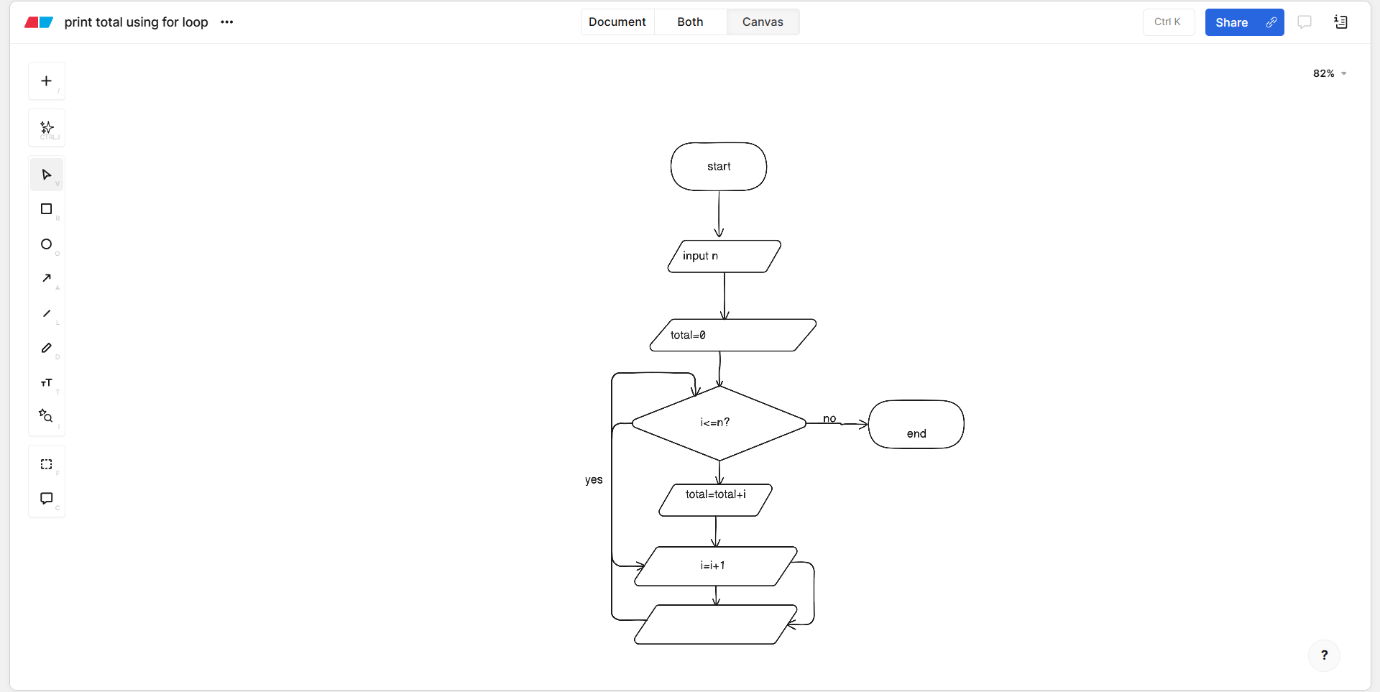 print total using for loop
Document Both Canvas
Ctrl K
Share
82%
CTRL J
start
input n
total=0
i<=n?
no
end
yes
total=total+i
i=i+1
?